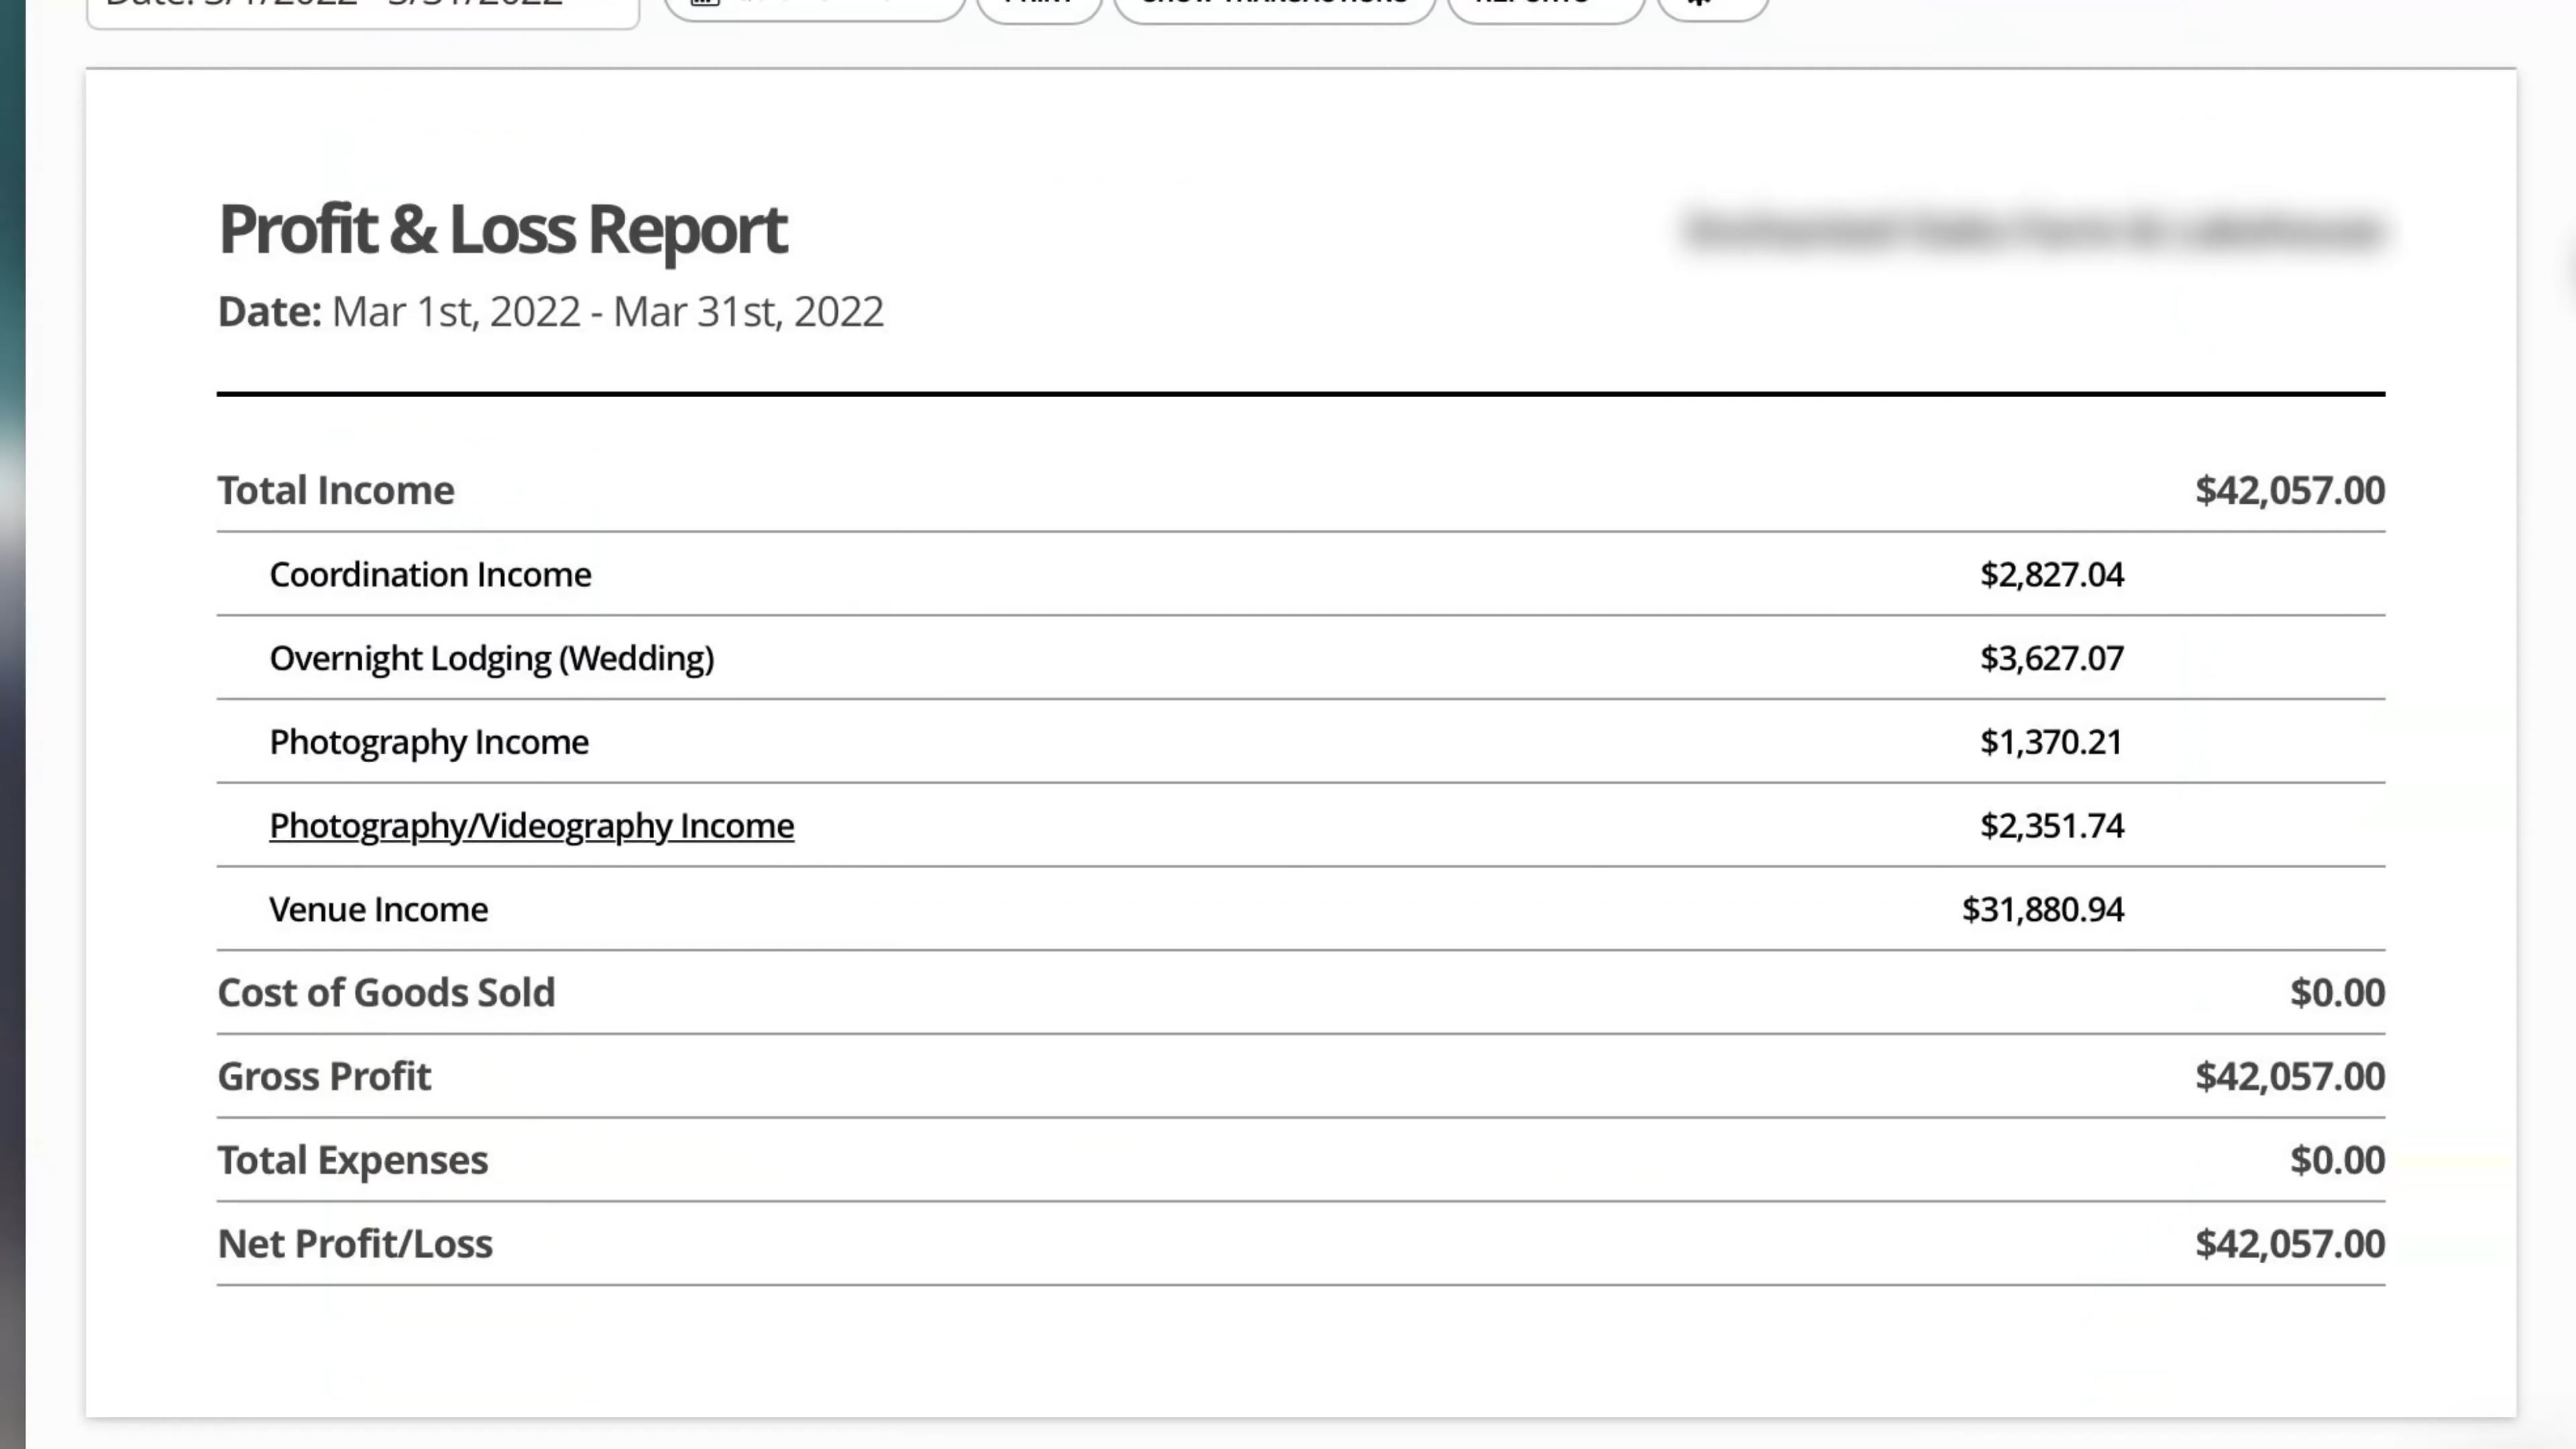 Profit & Loss Report
Date: Mar 1st, 2022 - Mar 31st, 2022
Total Income $42,057.00
Coordination Income $2,827.04
Overnight Lodging (Wedding) $3,627.07
Photography Income $1,370.21
Photography/Videography Income $2,351.74
Venue Income $31,880.94
Cost of Goods Sold $0.00
Gross Profit $42,057.00
Total Expenses $0.00
Net Profit/Loss $42,057.00